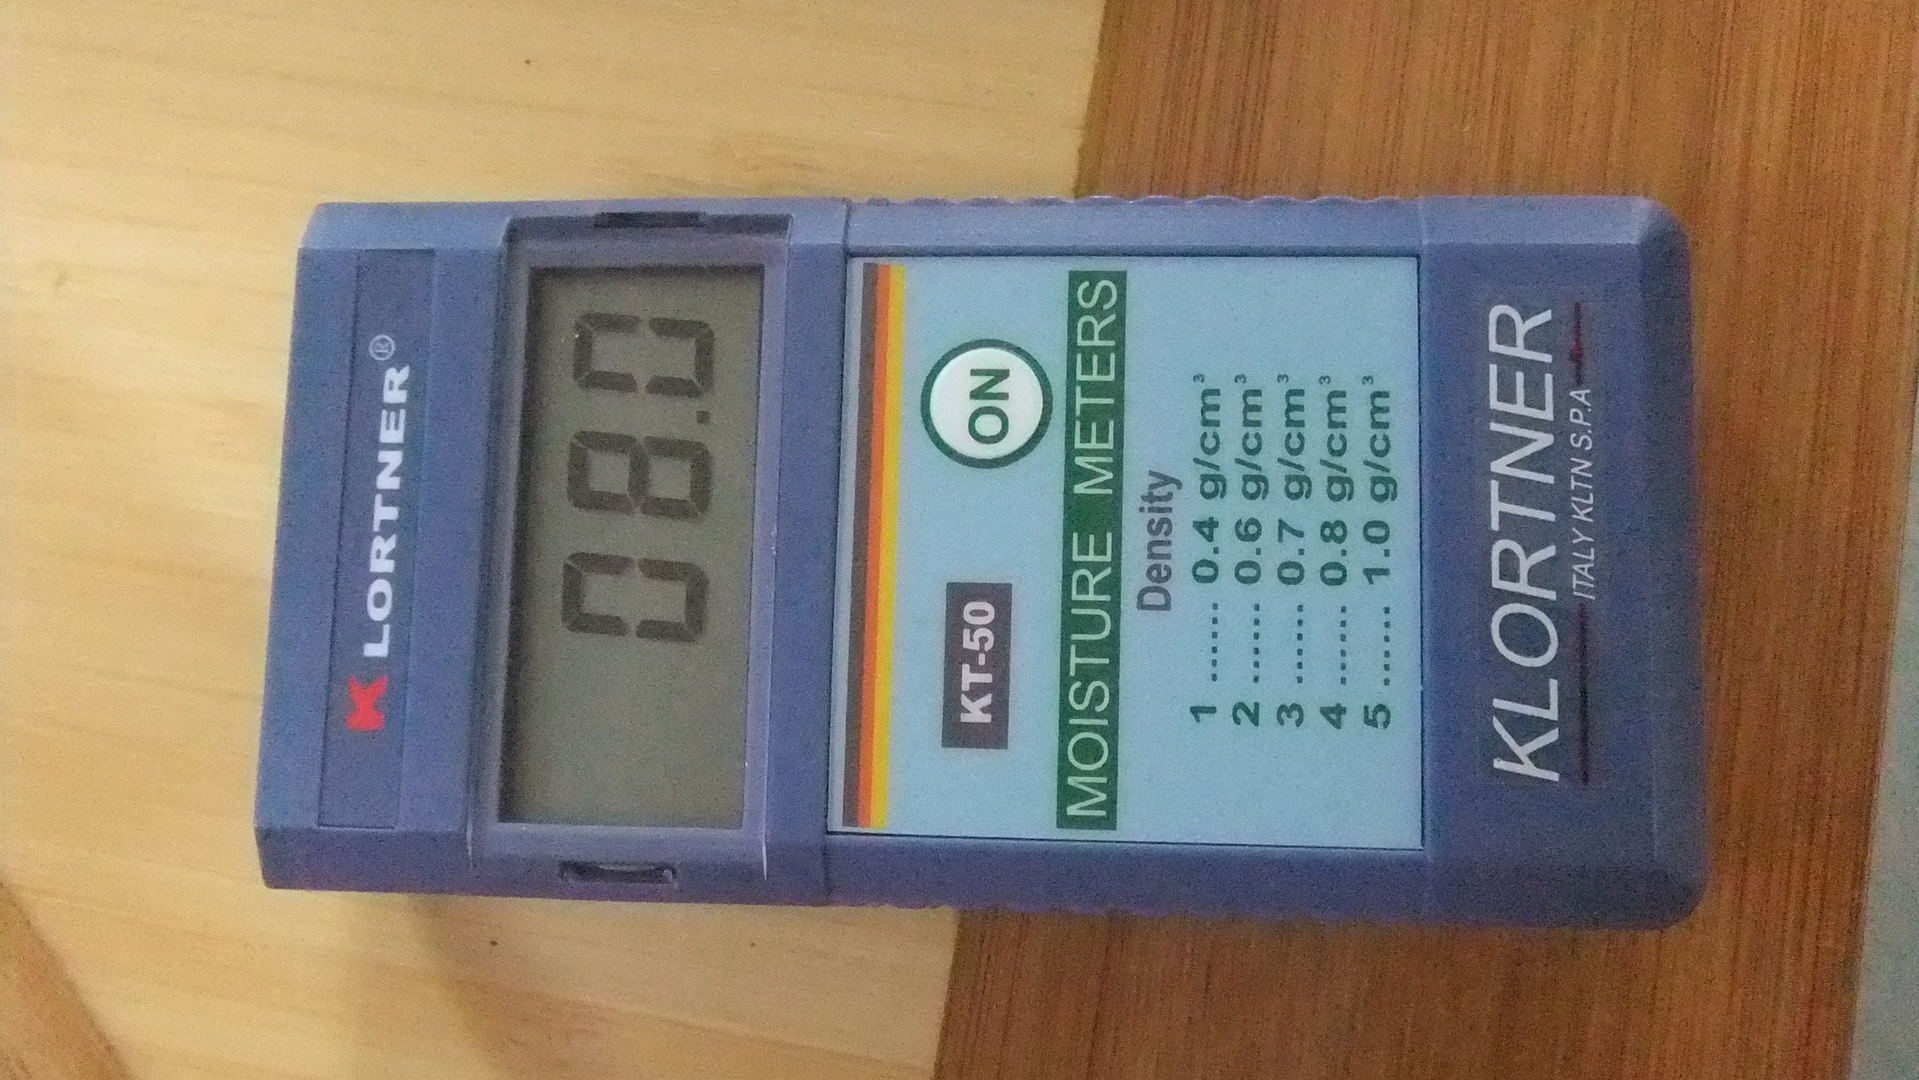 KLORTNER®
08.0
KT-50
ON
MOISTURE METERS
Density
1 ....... 0.4 g/cm³
2 ....... 0.6 g/cm³
3 ....... 0.7 g/cm³
4 ....... 0.8 g/cm³
5 ....... 1.0 g/cm³
KLORTNER
ITALY KLTN S.P.A